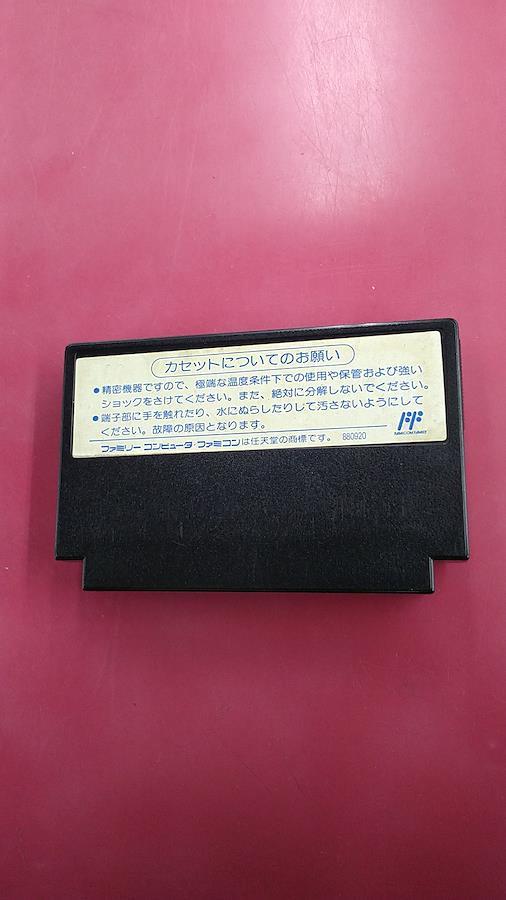 カセットについてのお願い
●精密機器ですので、極端な温度条件下での使用や保管および強い
ショックをさけてください。また、絶対に分解しないでください。
●端子部に手を触れたり、水にぬらしたりして汚さないようにして
ください。故障の原因となります。
ファミリーコンピュータ・ファミコンは任天堂の商標です。 880920